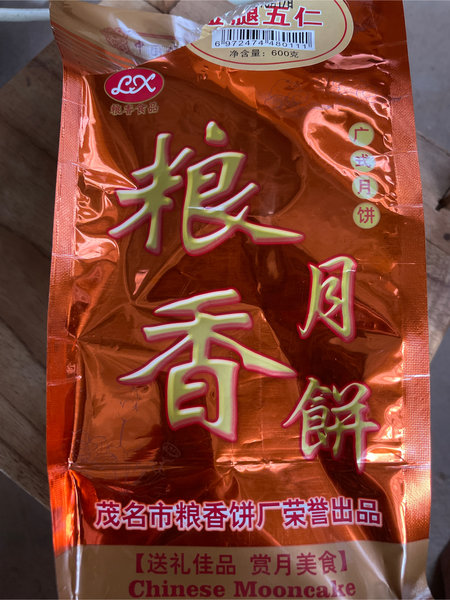 腿五仁
6972474480111
净含量：600克
LX
粮香食品
广式月饼
粮香
月餅
茂名市粮香饼厂荣誉出品
【送礼佳品 赏月美食】
Chinese Mooncake